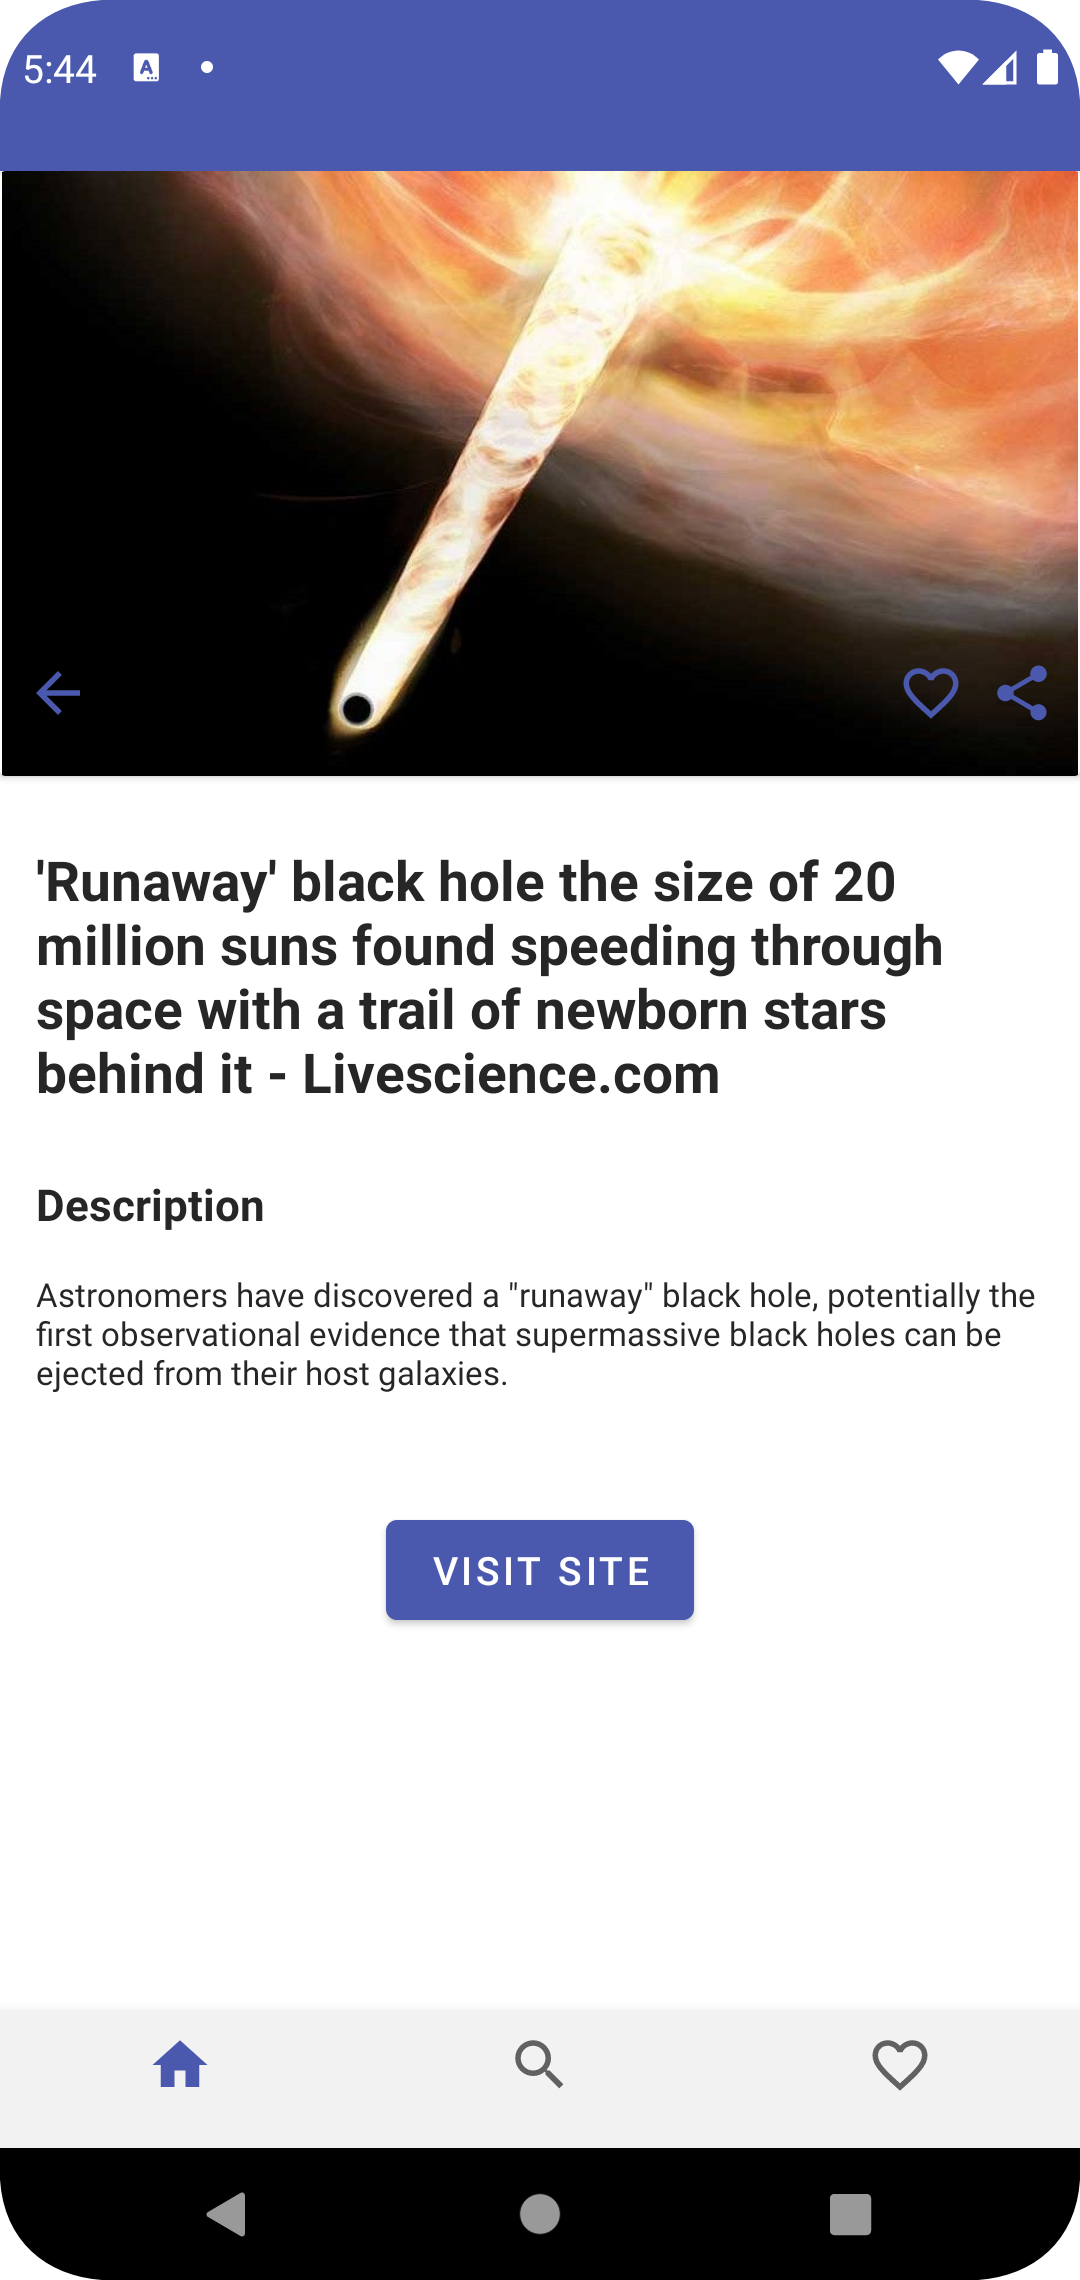 5:44
'Runaway' black hole the size of 20
million suns found speeding through
space with a trail of newborn stars
behind it - Livescience.com
Description
Astronomers have discovered a "runaway" black hole, potentially the
first observational evidence that supermassive black holes can be
ejected from their host galaxies.
VISIT SITE